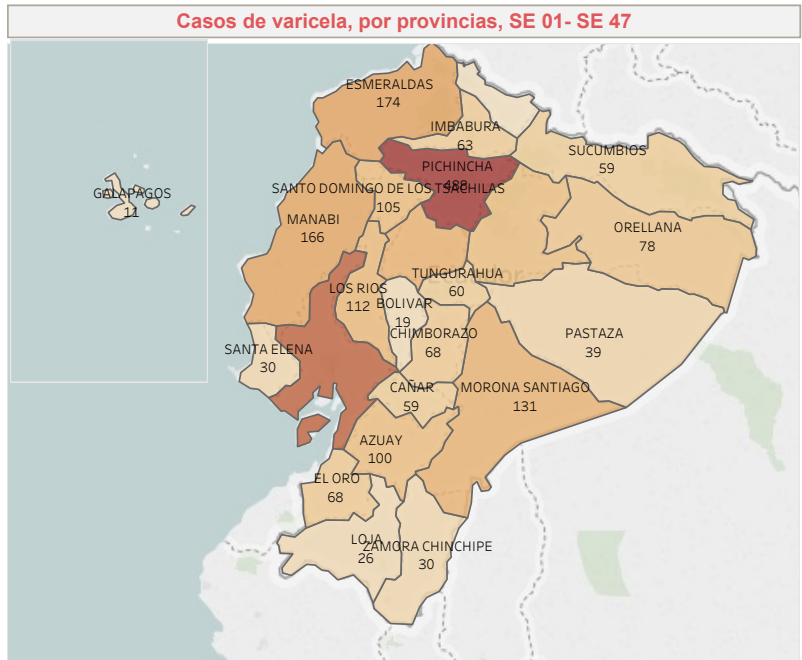 Casos de varicela, por provincias, SE 01- SE 47
ESMERALDAS
174
IMBABURA
63
SUCUMBIOS
59
PICHINCHA
488
GALAPAGOS
11
SANTO DOMINGO DE LOS TSACHILAS
105
MANABI
166
ORELLANA
78
TUNGURAHUA
60
Ecuador
LOS RIOS
112
BOLIVAR
19
CHIMBORAZO
68
PASTAZA
39
SANTA ELENA
30
CAÑAR
59
MORONA SANTIAGO
131
AZUAY
100
EL ORO
68
LOJA
26
ZAMORA CHINCHIPE
30